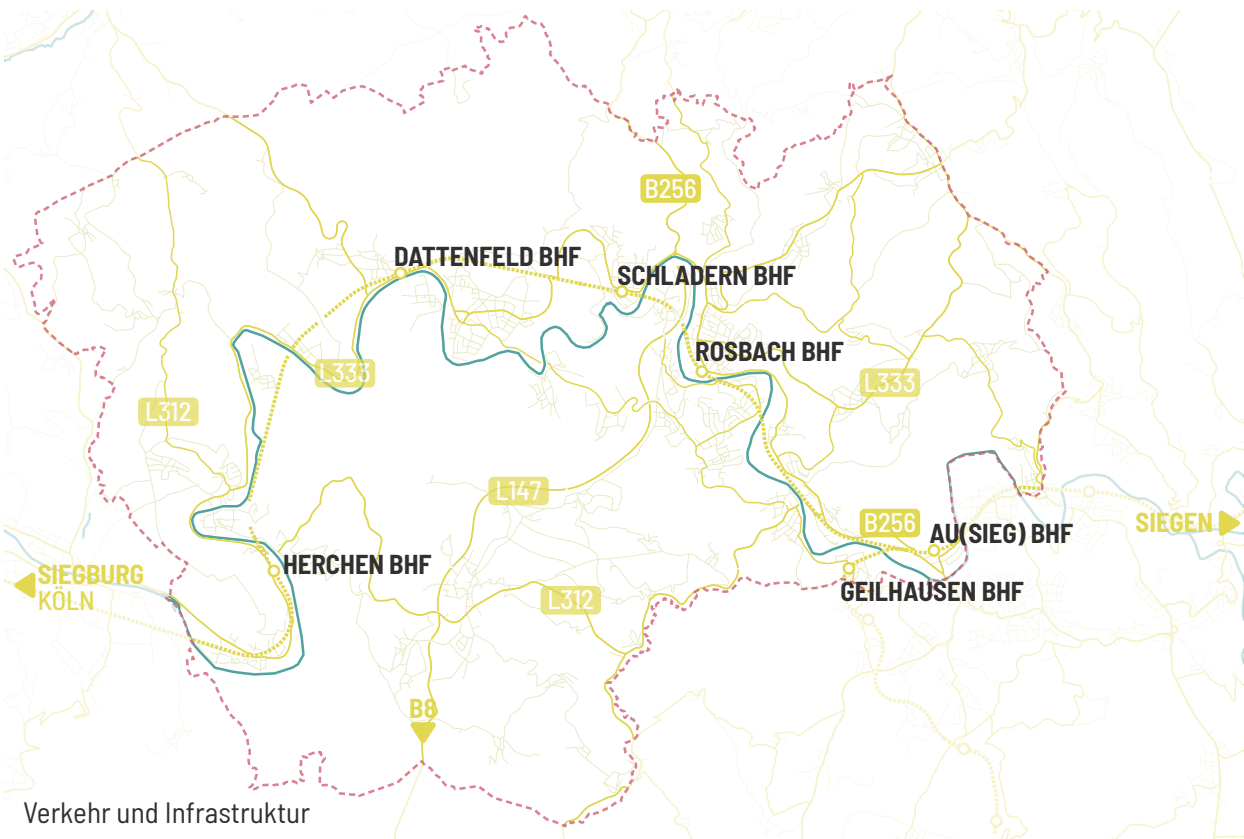 B256
DATTENFELD BHF
SCHLADERN BHF
ROSBACH BHF
L333
L333
L312
L147
B256
AU(SIEG) BHF
SIEGEN
HERCHEN BHF
SIEGBURG
KÖLN
GEILHAUSEN BHF
L312
B8
Verkehr und Infrastruktur